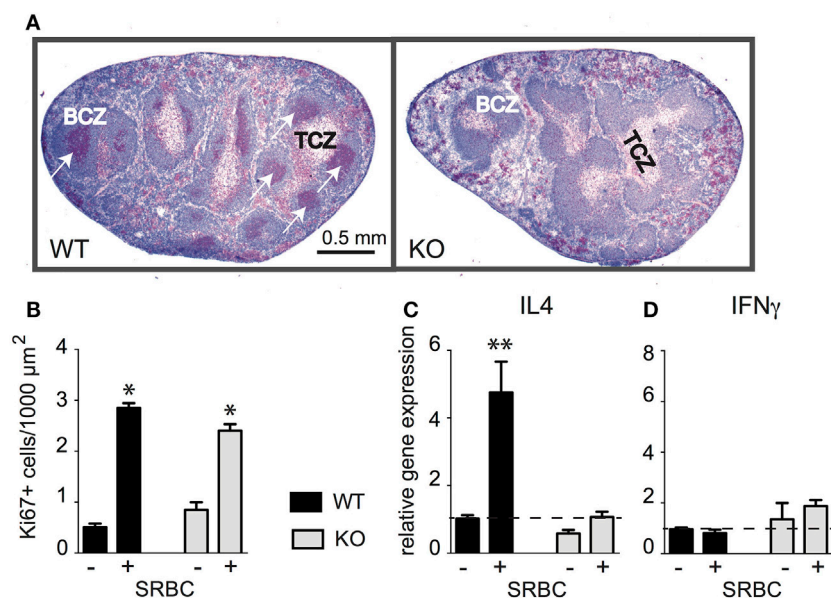 A
BCZ
TCZ
WT
0.5 mm
BCZ
TCZ
KO
B
Ki67+ cells/1000 µm²
4
3
2
1
0
*
*
- + - +
SRBC
WT
KO
C
IL4
relative gene expression
6
4
2
0
**
- + - +
SRBC
D
IFNγ
8
6
4
2
0
- + - +
SRBC